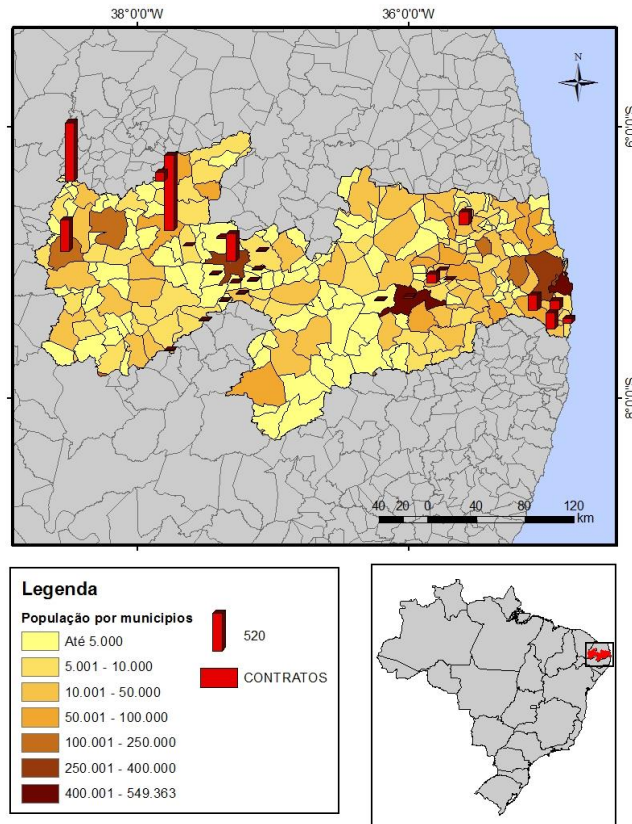 38°0'0"W 36°0'0"W
N
6°0'0"S
8°0'0"S
40 20 0 40 80 120
km
Legenda
População por municipios
Até 5.000
5.001 - 10.000
10.001 - 50.000
50.001 - 100.000
100.001 - 250.000
250.001 - 400.000
400.001 - 549.363
520
CONTRATOS